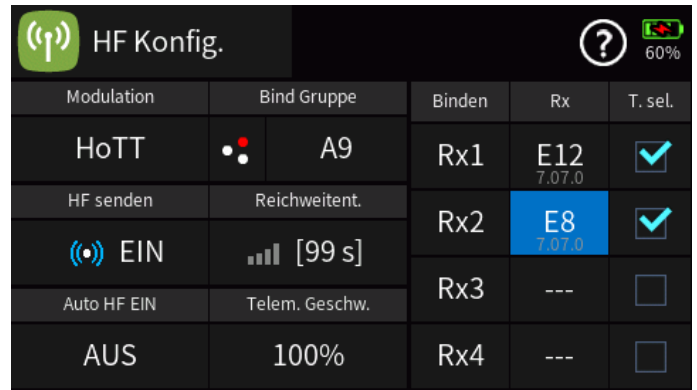 HF Konfig.
?
60%
Modulation Bind Gruppe Binden Rx T. sel.
HoTT A9 Rx1 E12
7.07.0
HF senden Reichweitent.
Rx2 E8
7.07.0
EIN [99 s]
Rx3 ---
Auto HF EIN Telem. Geschw.
AUS 100% Rx4 ---